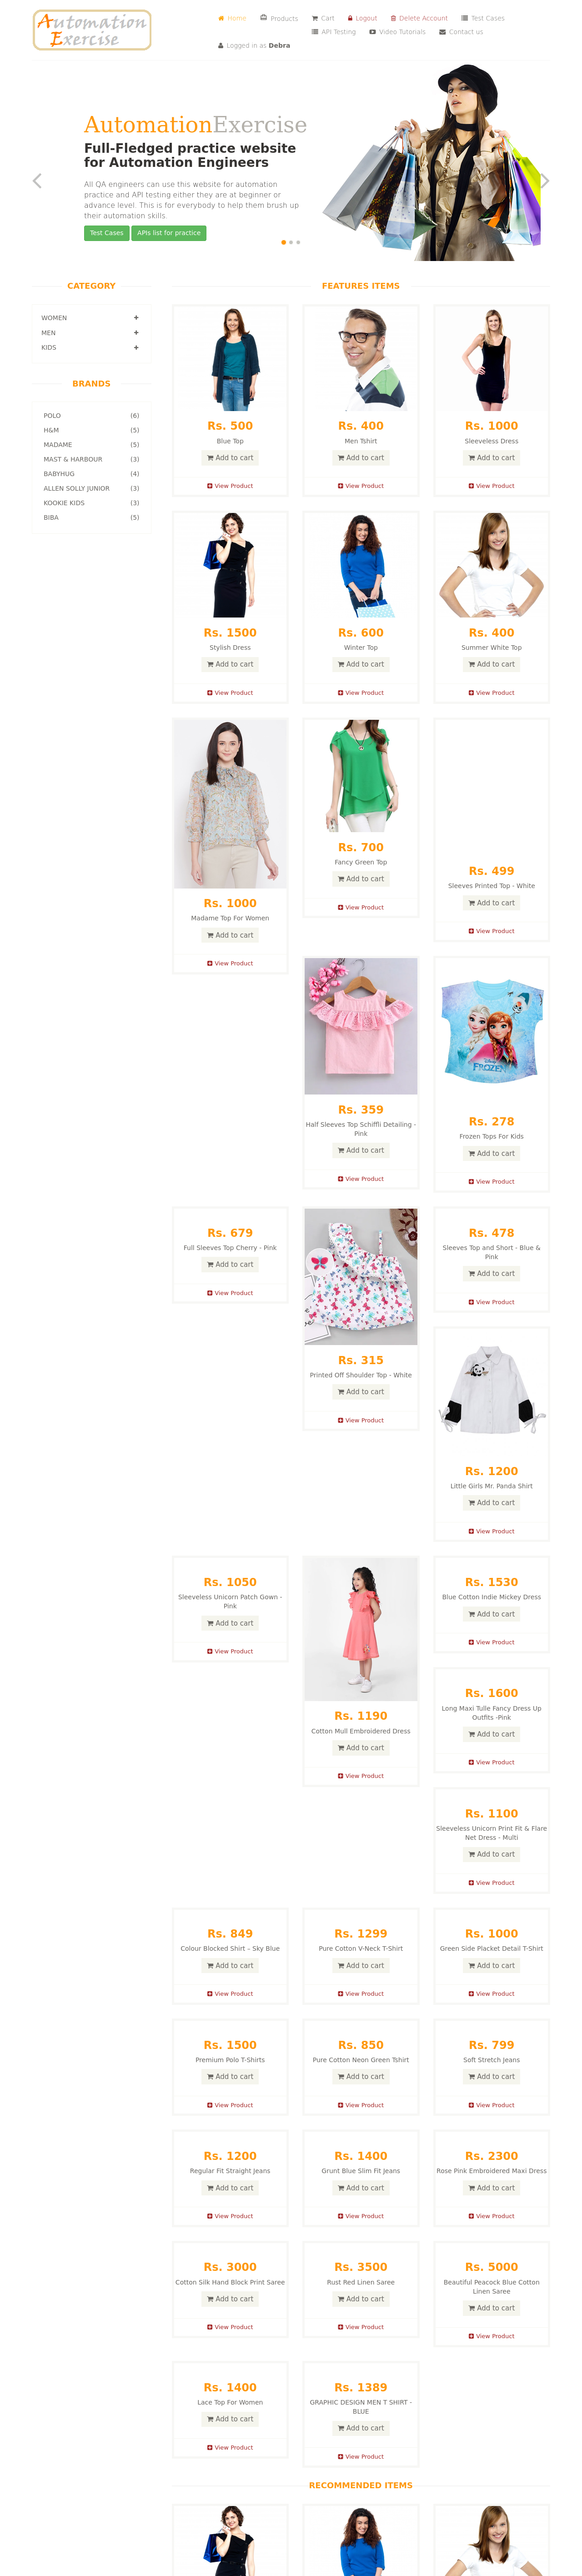 Automation
Exercise
Home
Products
Cart
Logout
Delete Account
Test Cases
API Testing
Video Tutorials
Contact us
Logged in as Debra
AutomationExercise
Full-Fledged practice website
for Automation Engineers
All QA engineers can use this website for automation
practice and API testing either they are at beginner or
advance level. This is for everybody to help them brush up
their automation skills.
Test Cases
APIs list for practice
CATEGORY
WOMEN
MEN
KIDS
BRANDS
POLO (6)
H&M (5)
MADAME (5)
MAST & HARBOUR (3)
BABYHUG (4)
ALLEN SOLLY JUNIOR (3)
KOOKIE KIDS (3)
BIBA (5)
FEATURES ITEMS
Rs. 500
Blue Top
Add to cart
View Product
Rs. 400
Men Tshirt
Add to cart
View Product
Rs. 1000
Sleeveless Dress
Add to cart
View Product
Rs. 1500
Stylish Dress
Add to cart
View Product
Rs. 600
Winter Top
Add to cart
View Product
Rs. 400
Summer White Top
Add to cart
View Product
Rs. 1000
Madame Top For Women
Add to cart
View Product
Rs. 700
Fancy Green Top
Add to cart
View Product
Rs. 499
Sleeves Printed Top - White
Add to cart
View Product
Rs. 359
Half Sleeves Top Schiffli Detailing -
Pink
Add to cart
View Product
FROZEN
Rs. 278
Frozen Tops For Kids
Add to cart
View Product
Rs. 679
Full Sleeves Top Cherry - Pink
Add to cart
View Product
Rs. 315
Printed Off Shoulder Top - White
Add to cart
View Product
Rs. 478
Sleeves Top and Short - Blue &
Pink
Add to cart
View Product
Rs. 1200
Little Girls Mr. Panda Shirt
Add to cart
View Product
Rs. 1050
Sleeveless Unicorn Patch Gown -
Pink
Add to cart
View Product
Rs. 1190
Cotton Mull Embroidered Dress
Add to cart
View Product
Rs. 1530
Blue Cotton Indie Mickey Dress
Add to cart
View Product
Rs. 1600
Long Maxi Tulle Fancy Dress Up
Outfits -Pink
Add to cart
View Product
Rs. 1100
Sleeveless Unicorn Print Fit & Flare
Net Dress - Multi
Add to cart
View Product
Rs. 849
Colour Blocked Shirt – Sky Blue
Add to cart
View Product
Rs. 1299
Pure Cotton V-Neck T-Shirt
Add to cart
View Product
Rs. 1000
Green Side Placket Detail T-Shirt
Add to cart
View Product
Rs. 1500
Premium Polo T-Shirts
Add to cart
View Product
Rs. 850
Pure Cotton Neon Green Tshirt
Add to cart
View Product
Rs. 799
Soft Stretch Jeans
Add to cart
View Product
Rs. 1200
Regular Fit Straight Jeans
Add to cart
View Product
Rs. 1400
Grunt Blue Slim Fit Jeans
Add to cart
View Product
Rs. 2300
Rose Pink Embroidered Maxi Dress
Add to cart
View Product
Rs. 3000
Cotton Silk Hand Block Print Saree
Add to cart
View Product
Rs. 3500
Rust Red Linen Saree
Add to cart
View Product
Rs. 5000
Beautiful Peacock Blue Cotton
Linen Saree
Add to cart
View Product
Rs. 1400
Lace Top For Women
Add to cart
View Product
Rs. 1389
GRAPHIC DESIGN MEN T SHIRT -
BLUE
Add to cart
View Product
RECOMMENDED ITEMS